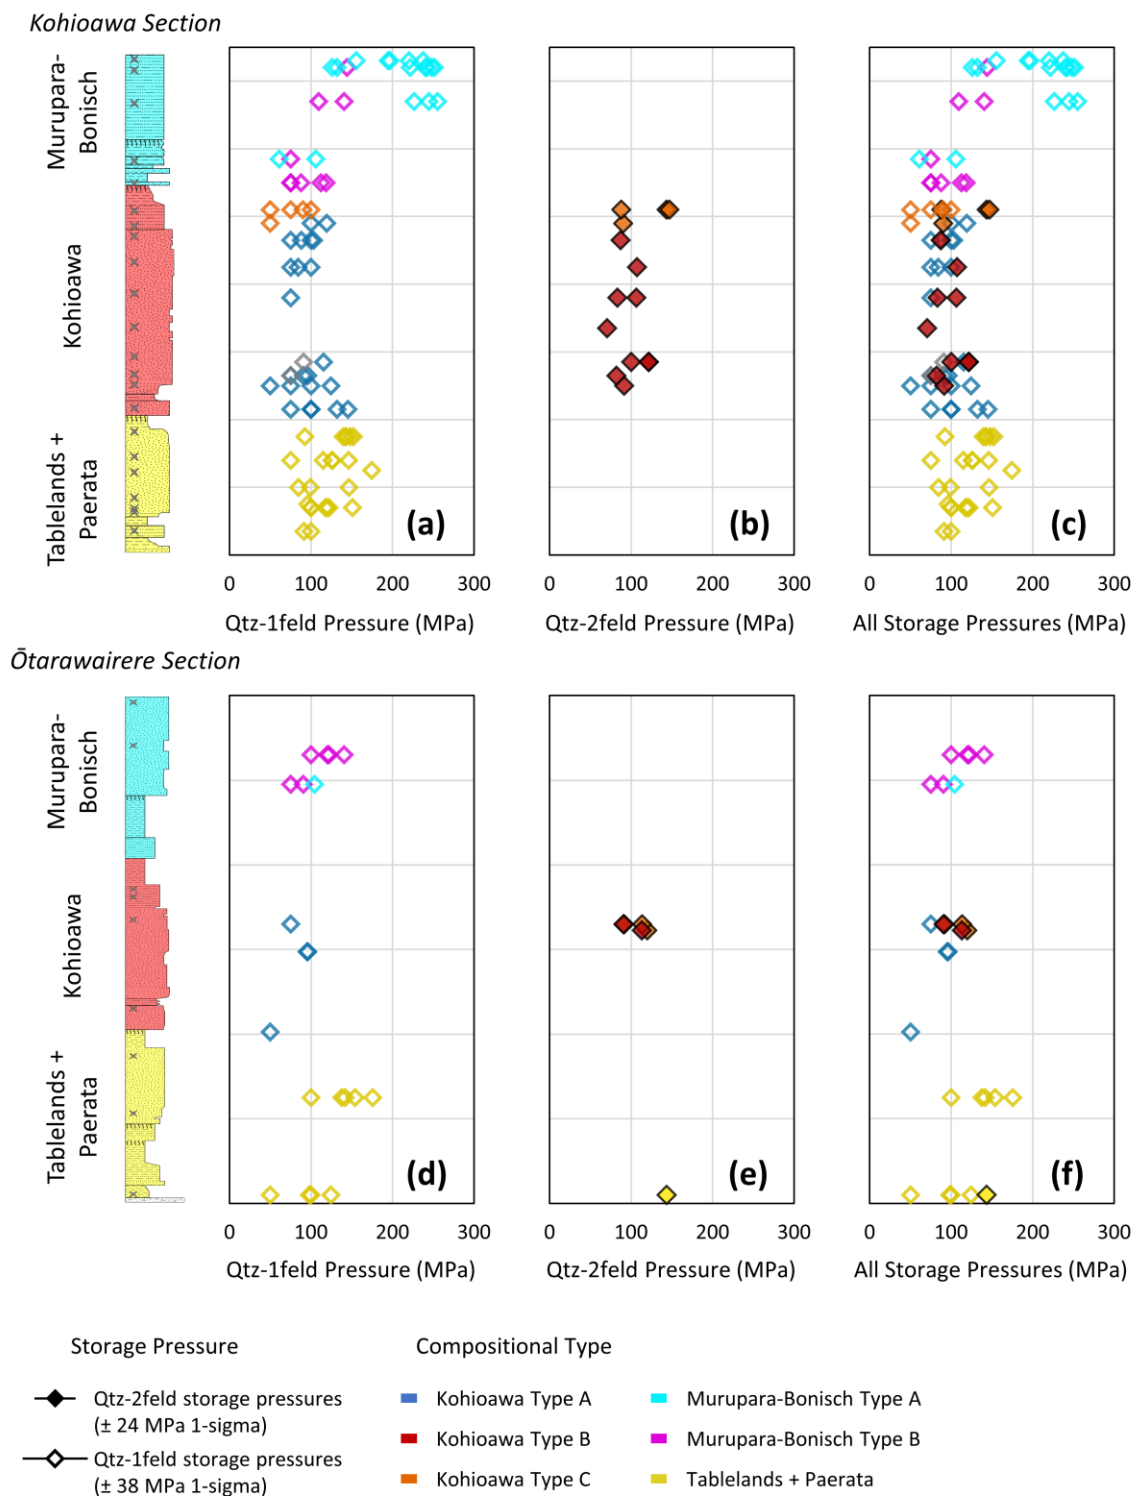 Kohioawa Section
Murupara-
Bonisch
Kohioawa
Tablelands +
Paerata
(a)
(b)
(c)
0 100 200 300
0 100 200 300
0 100 200 300
Qtz-1feld Pressure (MPa)
Qtz-2feld Pressure (MPa)
All Storage Pressures (MPa)
Ōtarawairere Section
Murupara-
Bonisch
Kohioawa
Tablelands +
Paerata
(d)
(e)
(f)
0 100 200 300
0 100 200 300
0 100 200 300
Qtz-1feld Pressure (MPa)
Qtz-2feld Pressure (MPa)
All Storage Pressures (MPa)
Storage Pressure
Qtz-2feld storage pressures
(± 24 MPa 1-sigma)
Qtz-1feld storage pressures
(± 38 MPa 1-sigma)
Compositional Type
Kohioawa Type A
Kohioawa Type B
Kohioawa Type C
Murupara-Bonisch Type A
Murupara-Bonisch Type B
Tablelands + Paerata